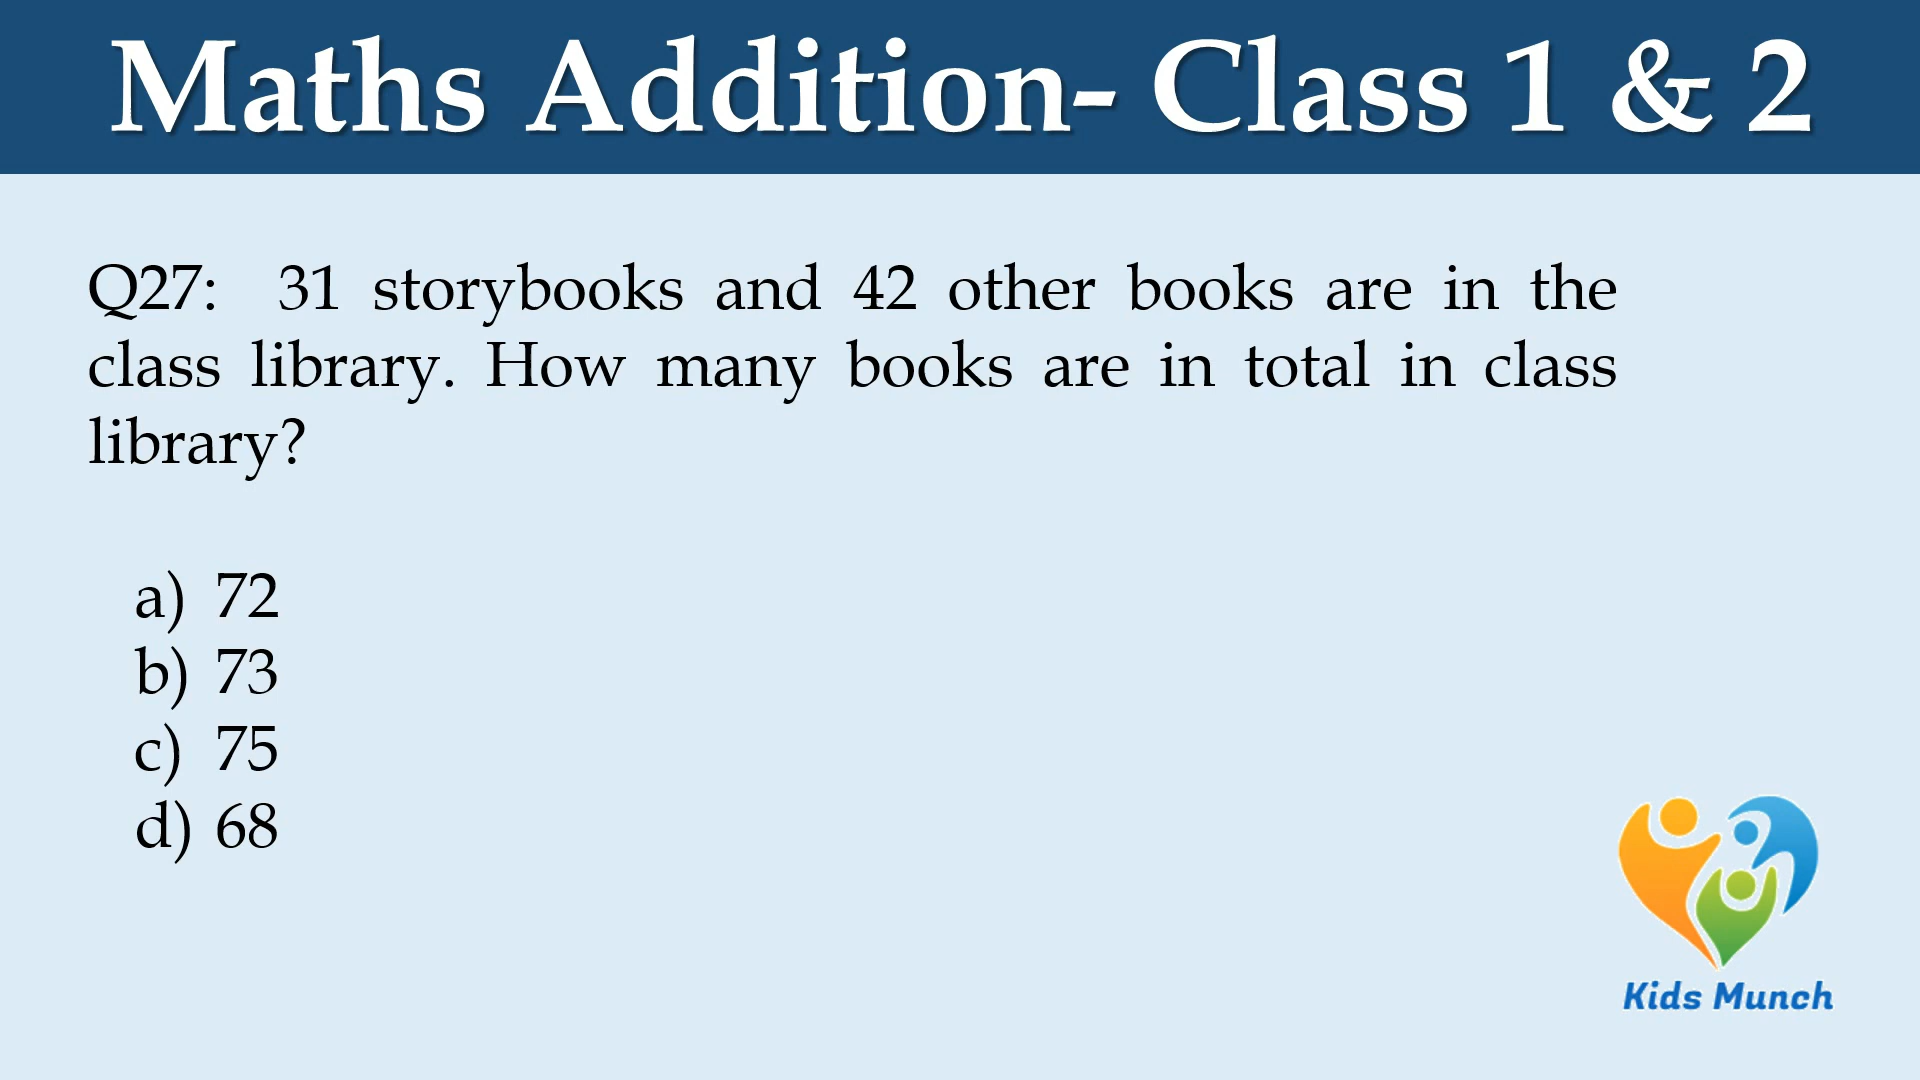 Maths Addition- Class 1 & 2
Q27: 31 storybooks and 42 other books are in the
class library. How many books are in total in class
library?
a) 72
b) 73
c) 75
d) 68
Kids Munch